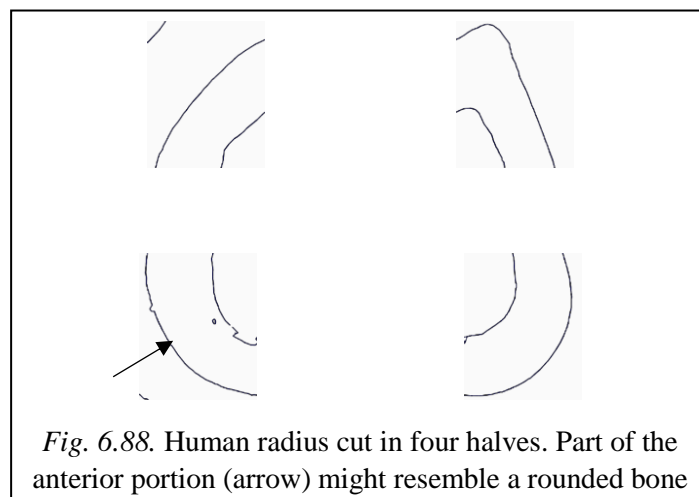 Fig. 6.88. Human radius cut in four halves. Part of the
anterior portion (arrow) might resemble a rounded bone